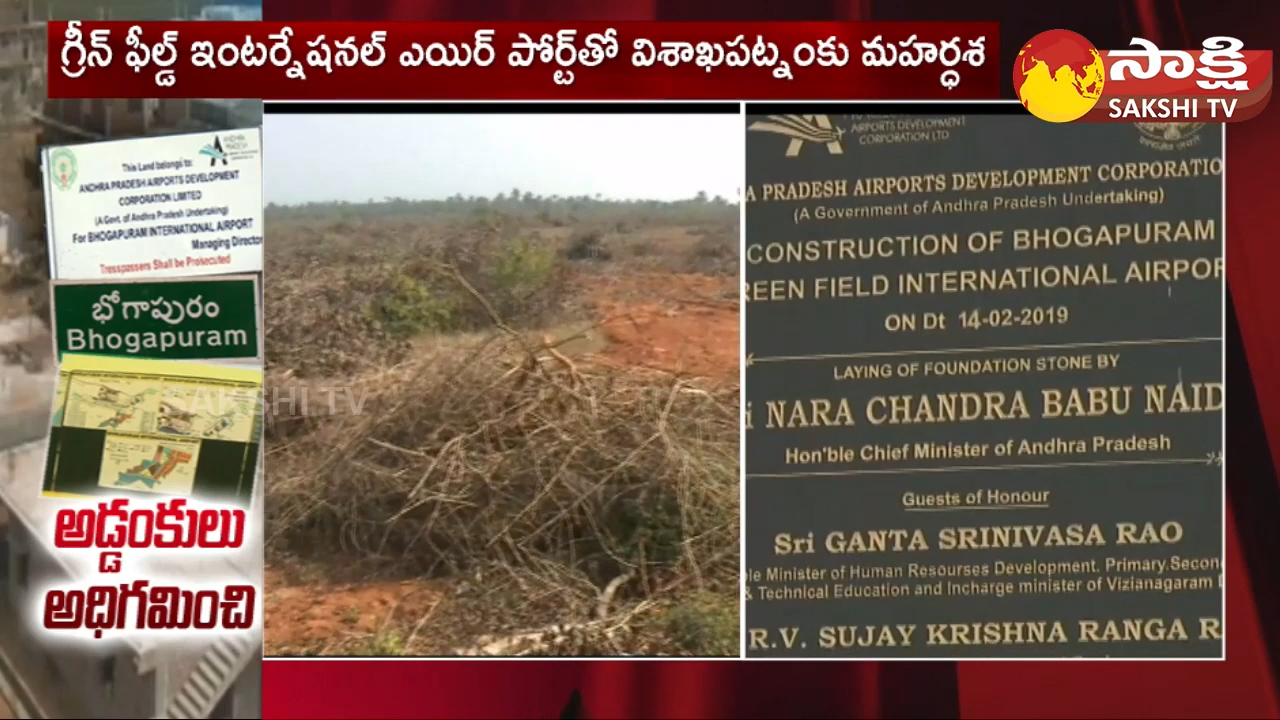 గ్రీన్ ఫీల్డ్ ఇంటర్నేషనల్ ఎయిర్ పోర్ట్‌తో విశాఖపట్నంకు మహర్ధశ
సాక్షి
SAKSHI TV
ANDHRA
PRADESH
This Land belongs to:
ANDHRA PRADESH AIRPORTS DEVELOPMENT
CORPORATION LIMITED
(A Govt. of Andhra Pradesh Undertaking)
For BHOGAPURAM INTERNATIONAL AIRPORT
Managing Director
Tresspassers Shall be Prosecuted
భోగాపురం
Bhogapuram
SAKSHI TV
అడ్డంకులు
అధిగమించి
AIRPORTS DEVELOPMENT
CORPORATION LTD
A PRADESH AIRPORTS DEVELOPMENT CORPORATIO
(A Government of Andhra Pradesh Undertaking)
CONSTRUCTION OF BHOGAPURAM
REEN FIELD INTERNATIONAL AIRPOR
ON Dt 14-02-2019
LAYING OF FOUNDATION STONE BY
i NARA CHANDRA BABU NAID
Hon'ble Chief Minister of Andhra Pradesh
Guests of Honour
Sri GANTA SRINIVASA RAO
le Minister of Human Resourses Development, Primary,Secon
& Technical Education and Incharge minister of Vizianagaram
R.V. SUJAY KRISHNA RANGA R